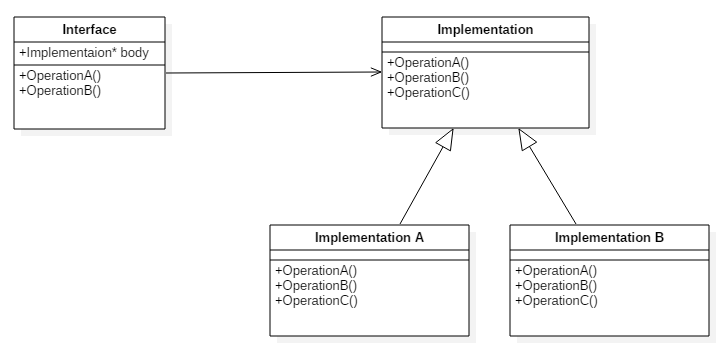 Interface
+Implementaion* body
+OperationA()
+OperationB()
Implementation
+OperationA()
+OperationB()
+OperationC()
Implementation A
+OperationA()
+OperationB()
+OperationC()
Implementation B
+OperationA()
+OperationB()
+OperationC()